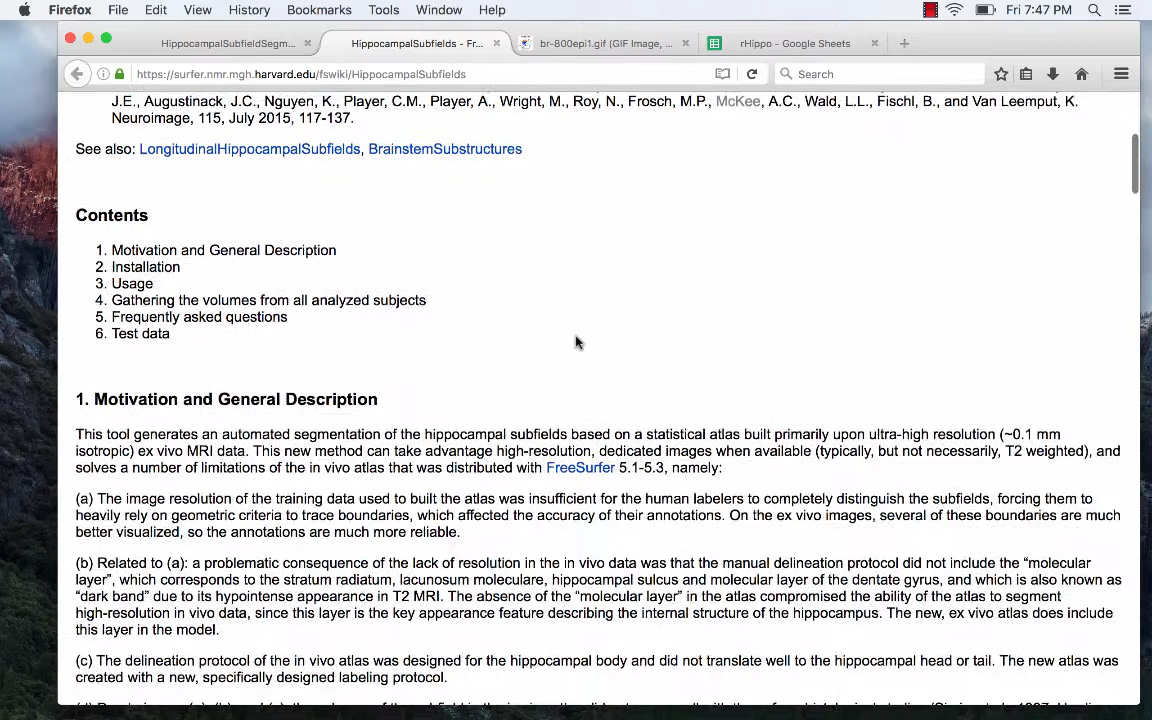 Firefox File Edit View History Bookmarks Tools Window Help Fri 7:47 PM
HippocampalSubfieldSegm... HippocampalSubfields - Fr... br-800epi1.gif (GIF Image, ... rHippo - Google Sheets
https://surfer.nmr.mgh.harvard.edu/fswiki/HippocampalSubfields Search
J.E., Augustinack, J.C., Nguyen, K., Player, C.M., Player, A., Wright, M., Roy, N., Frosch, M.P., McKee, A.C., Wald, L.L., Fischl, B., and Van Leemput, K.
Neuroimage, 115, July 2015, 117-137.
See also: LongitudinalHippocampalSubfields, BrainstemSubstructures
Contents
1. Motivation and General Description
2. Installation
3. Usage
4. Gathering the volumes from all analyzed subjects
5. Frequently asked questions
6. Test data
1. Motivation and General Description
This tool generates an automated segmentation of the hippocampal subfields based on a statistical atlas built primarily upon ultra-high resolution (~0.1 mm
isotropic) ex vivo MRI data. This new method can take advantage high-resolution, dedicated images when available (typically, but not necessarily, T2 weighted), and
solves a number of limitations of the in vivo atlas that was distributed with FreeSurfer 5.1-5.3, namely:
(a) The image resolution of the training data used to built the atlas was insufficient for the human labelers to completely distinguish the subfields, forcing them to
heavily rely on geometric criteria to trace boundaries, which affected the accuracy of their annotations. On the ex vivo images, several of these boundaries are much
better visualized, so the annotations are much more reliable.
(b) Related to (a): a problematic consequence of the lack of resolution in the in vivo data was that the manual delineation protocol did not include the “molecular
layer”, which corresponds to the stratum radiatum, lacunosum moleculare, hippocampal sulcus and molecular layer of the dentate gyrus, and which is also known as
“dark band” due to its hypointense appearance in T2 MRI. The absence of the “molecular layer” in the atlas compromised the ability of the atlas to segment
high-resolution in vivo data, since this layer is the key appearance feature describing the internal structure of the hippocampus. The new, ex vivo atlas does include
this layer in the model.
(c) The delineation protocol of the in vivo atlas was designed for the hippocampal body and did not translate well to the hippocampal head or tail. The new atlas was
created with a new, specifically designed labeling protocol.